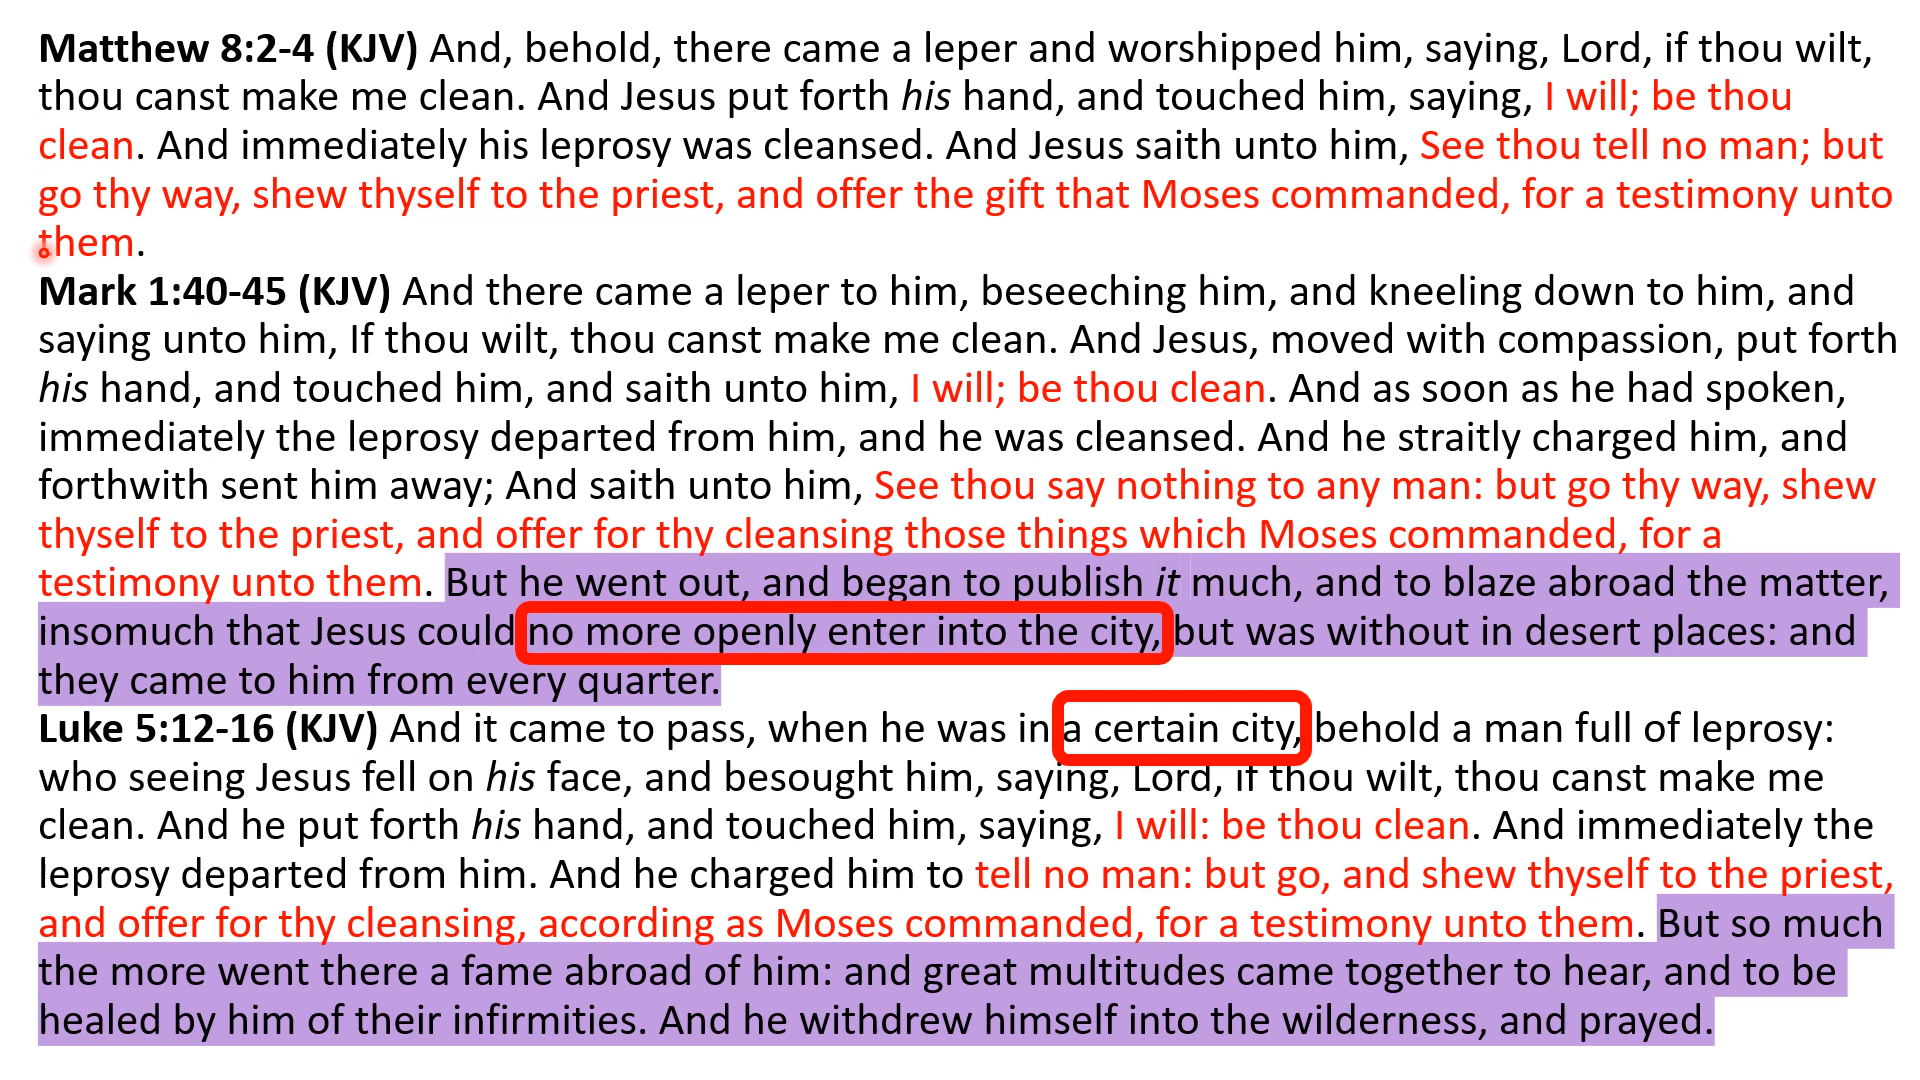 Matthew 8:2-4 (KJV) And, behold, there came a leper and worshipped him, saying, Lord, if thou wilt,
thou canst make me clean. And Jesus put forth his hand, and touched him, saying, I will; be thou
clean. And immediately his leprosy was cleansed. And Jesus saith unto him, See thou tell no man; but
go thy way, shew thyself to the priest, and offer the gift that Moses commanded, for a testimony unto
them.
Mark 1:40-45 (KJV) And there came a leper to him, beseeching him, and kneeling down to him, and
saying unto him, If thou wilt, thou canst make me clean. And Jesus, moved with compassion, put forth
his hand, and touched him, and saith unto him, I will; be thou clean. And as soon as he had spoken,
immediately the leprosy departed from him, and he was cleansed. And he straitly charged him, and
forthwith sent him away; And saith unto him, See thou say nothing to any man: but go thy way, shew
thyself to the priest, and offer for thy cleansing those things which Moses commanded, for a
testimony unto them. But he went out, and began to publish it much, and to blaze abroad the matter,
insomuch that Jesus could no more openly enter into the city, but was without in desert places: and
they came to him from every quarter.
Luke 5:12-16 (KJV) And it came to pass, when he was in a certain city, behold a man full of leprosy:
who seeing Jesus fell on his face, and besought him, saying, Lord, if thou wilt, thou canst make me
clean. And he put forth his hand, and touched him, saying, I will: be thou clean. And immediately the
leprosy departed from him. And he charged him to tell no man: but go, and shew thyself to the priest,
and offer for thy cleansing, according as Moses commanded, for a testimony unto them. But so much
the more went there a fame abroad of him: and great multitudes came together to hear, and to be
healed by him of their infirmities. And he withdrew himself into the wilderness, and prayed.